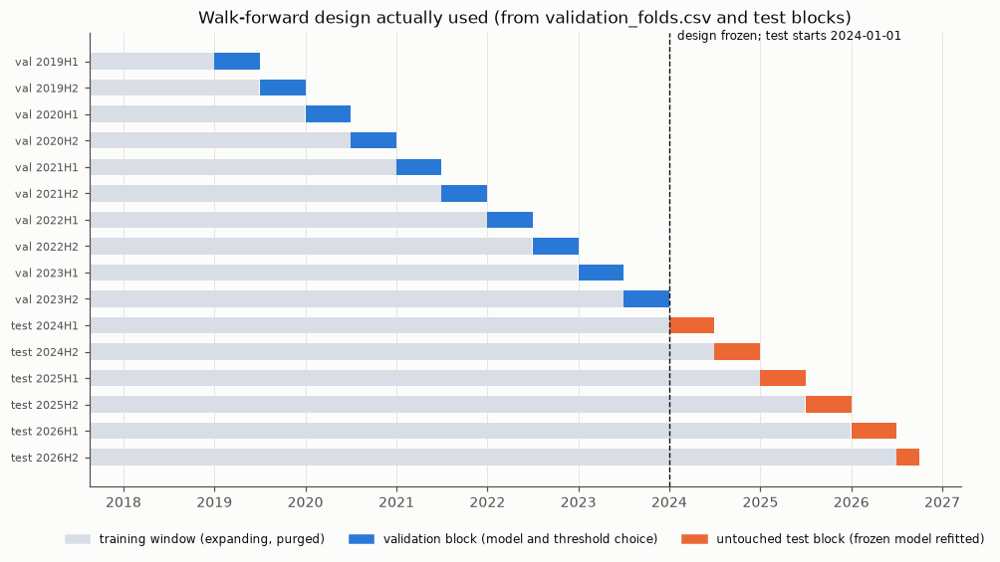 Walk-forward design actually used (from validation_folds.csv and test blocks)
design frozen; test starts 2024-01-01
val 2019H1
val 2019H2
val 2020H1
val 2020H2
val 2021H1
val 2021H2
val 2022H1
val 2022H2
val 2023H1
val 2023H2
test 2024H1
test 2024H2
test 2025H1
test 2025H2
test 2026H1
test 2026H2
2018 2019 2020 2021 2022 2023 2024 2025 2026 2027
training window (expanding, purged) validation block (model and threshold choice) untouched test block (frozen model refitted)